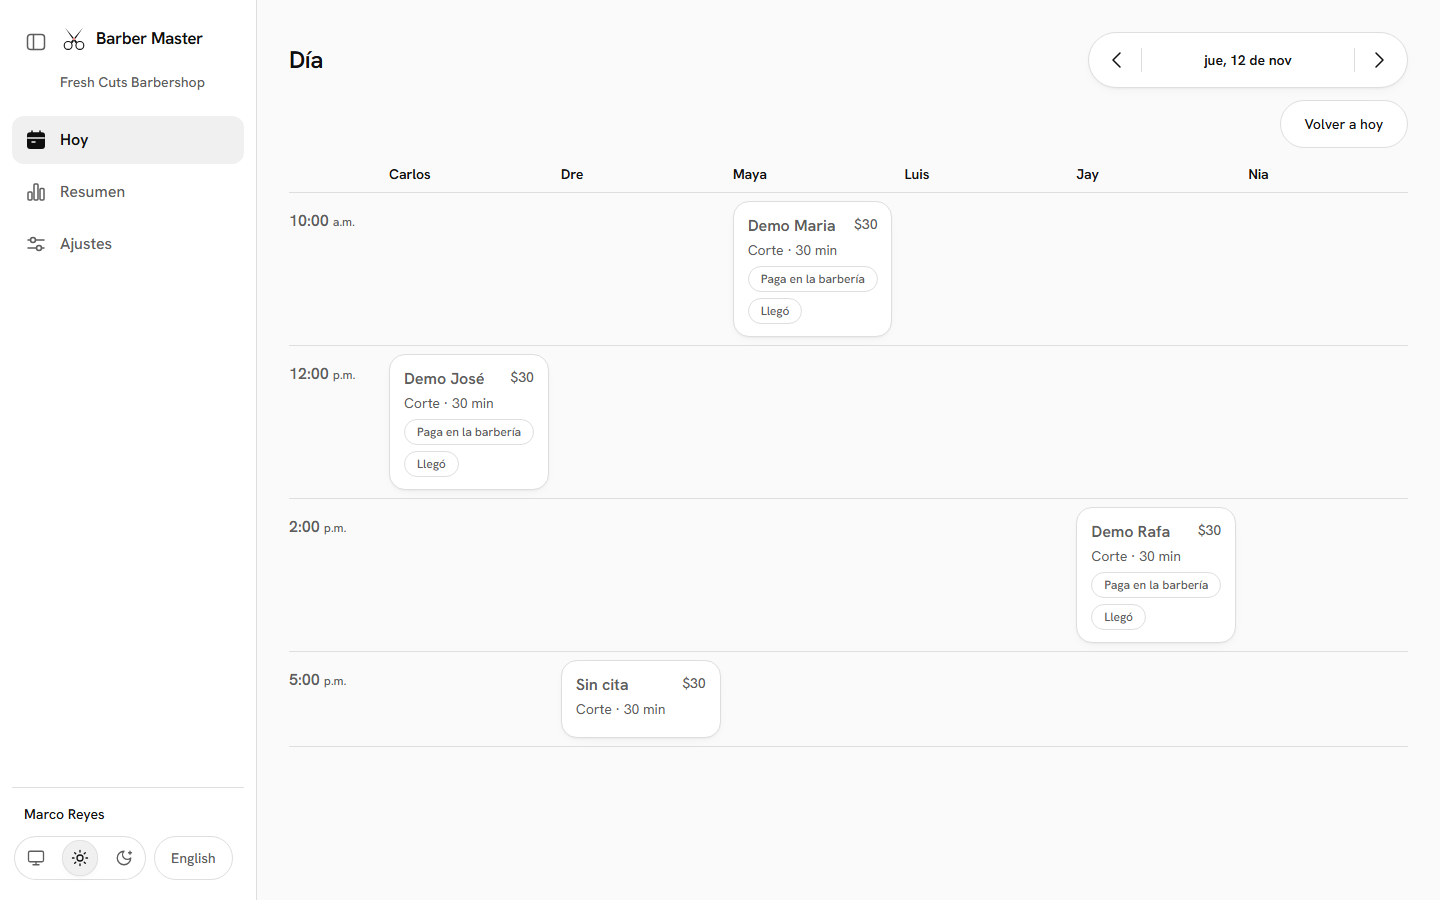 Barber Master
Fresh Cuts Barbershop
Hoy
Resumen
Ajustes
Marco Reyes
English
Día
jue, 12 de nov
Volver a hoy
Carlos Dre Maya Luis Jay Nia
10:00 a.m.
Demo Maria $30
Corte · 30 min
Paga en la barbería
Llegó
12:00 p.m.
Demo José $30
Corte · 30 min
Paga en la barbería
Llegó
2:00 p.m.
Demo Rafa $30
Corte · 30 min
Paga en la barbería
Llegó
5:00 p.m.
Sin cita $30
Corte · 30 min